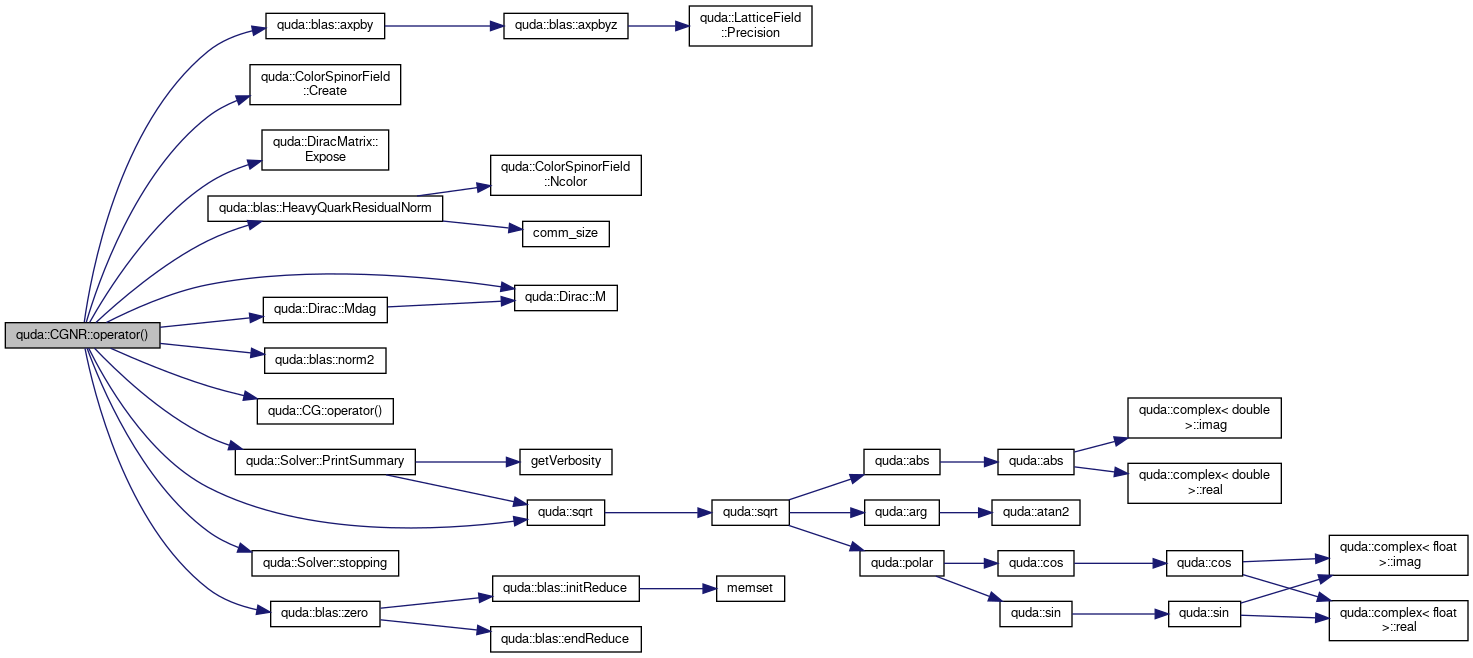 quda::blas::axpby
quda::blas::axpbyz
quda::LatticeField
::Precision
quda::ColorSpinorField
::Create
quda::DiracMatrix::
Expose
quda::ColorSpinorField
::Ncolor
quda::blas::HeavyQuarkResidualNorm
comm_size
quda::Dirac::M
quda::Dirac::Mdag
quda::CGNR::operator()
quda::blas::norm2
quda::CG::operator()
quda::complex< double
>::imag
quda::Solver::PrintSummary
getVerbosity
quda::abs
quda::abs
quda::complex< double
>::real
quda::sqrt
quda::sqrt
quda::arg
quda::atan2
quda::Solver::stopping
quda::polar
quda::cos
quda::cos
quda::complex< float
>::imag
quda::blas::initReduce
memset
quda::blas::zero
quda::sin
quda::sin
quda::complex< float
>::real
quda::blas::endReduce